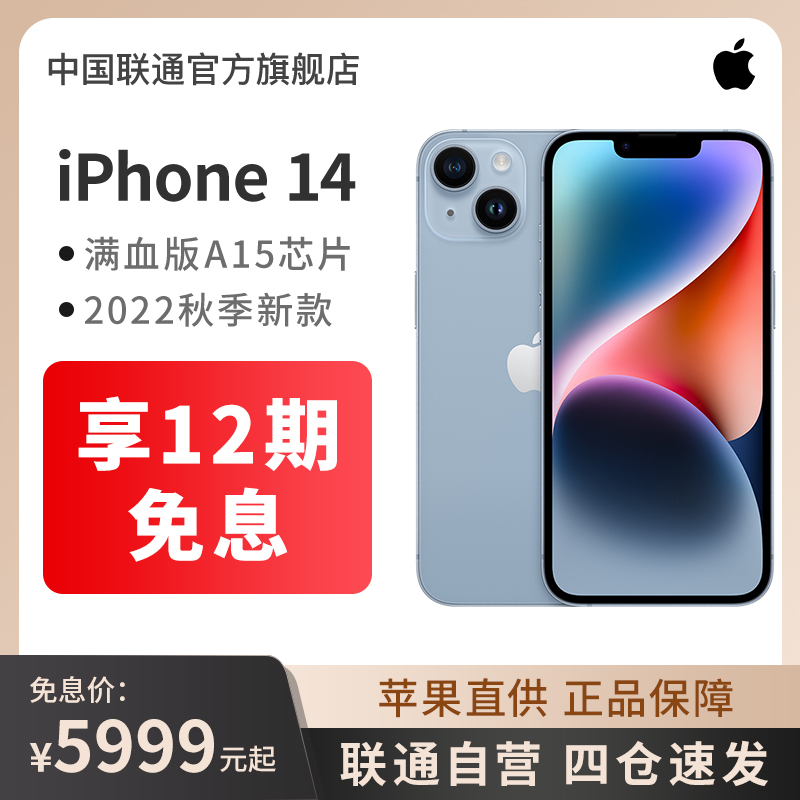 中国联通官方旗舰店
iPhone 14
●满血版A15芯片
●2022秋季新款
享12期
免息
免息价：
¥5999元起
苹果直供 正品保障
联通自营 四仓速发